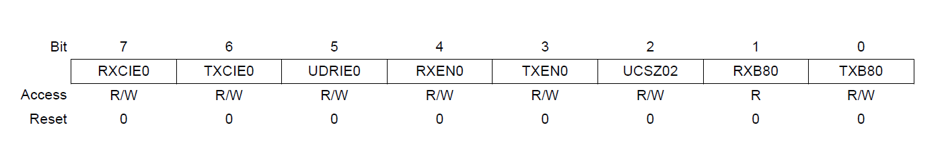 Bit 7 6 5 4 3 2 1 0
RXCIE0 TXCIE0 UDRIE0 RXEN0 TXEN0 UCSZ02 RXB80 TXB80
Access R/W R/W R/W R/W R/W R/W R R/W
Reset 0 0 0 0 0 0 0 0